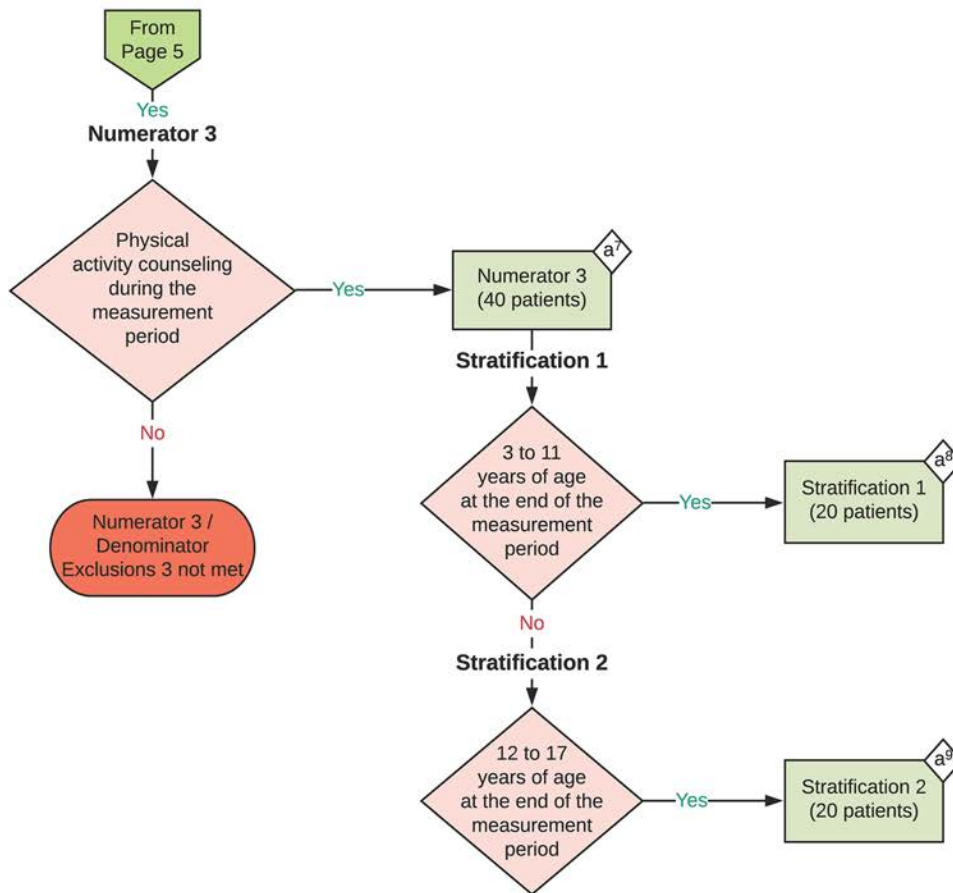 From
Page 5
Yes
Numerator 3
Physical
activity counseling
during the
measurement
period
Yes
Numerator 3
(40 patients)
a⁷
No
Numerator 3 /
Denominator
Exclusions 3 not met
Stratification 1
3 to 11
years of age
at the end of the
measurement
period
Yes
Stratification 1
(20 patients)
a⁸
No
Stratification 2
12 to 17
years of age
at the end of the
measurement
period
Yes
Stratification 2
(20 patients)
a⁹